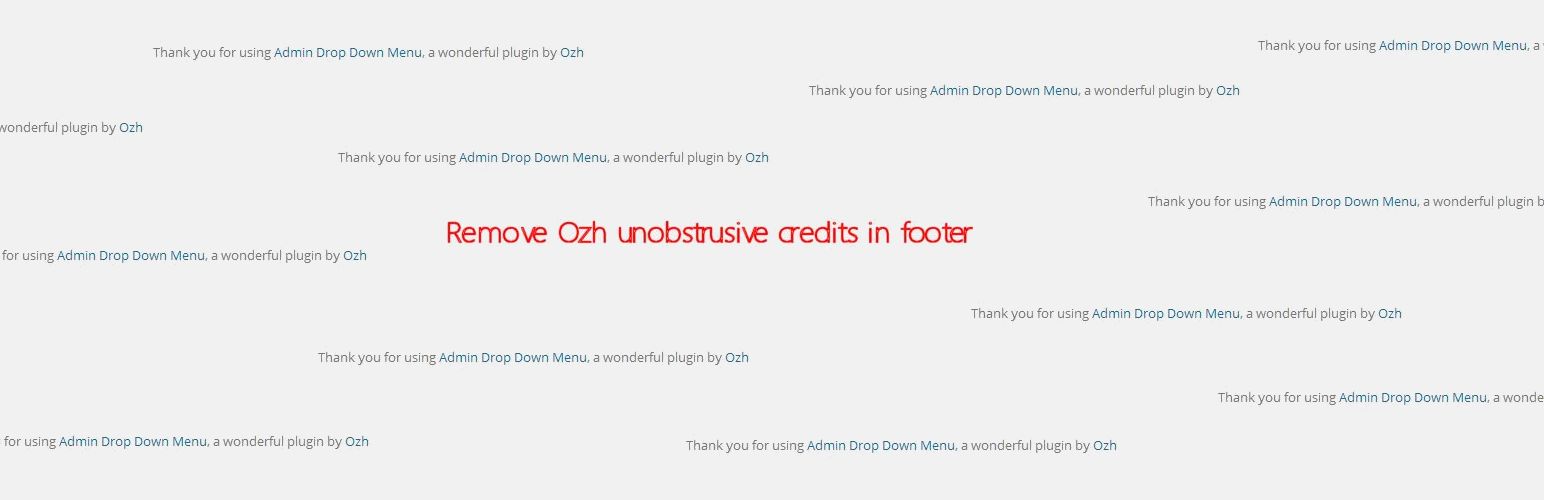 Thank you for using Admin Drop Down Menu, a
Thank you for using Admin Drop Down Menu, a wonderful plugin by Ozh
Thank you for using Admin Drop Down Menu, a wonderful plugin by Ozh
wonderful plugin by Ozh
Thank you for using Admin Drop Down Menu, a wonderful plugin by Ozh
Thank you for using Admin Drop Down Menu, a wonderful plugin b
Remove Ozh unobstrusive credits in footer
for using Admin Drop Down Menu, a wonderful plugin by Ozh
Thank you for using Admin Drop Down Menu, a wonderful plugin by Ozh
Thank you for using Admin Drop Down Menu, a wonderful plugin by Ozh
Thank you for using Admin Drop Down Menu, a wonde
for using Admin Drop Down Menu, a wonderful plugin by Ozh
Thank you for using Admin Drop Down Menu, a wonderful plugin by Ozh